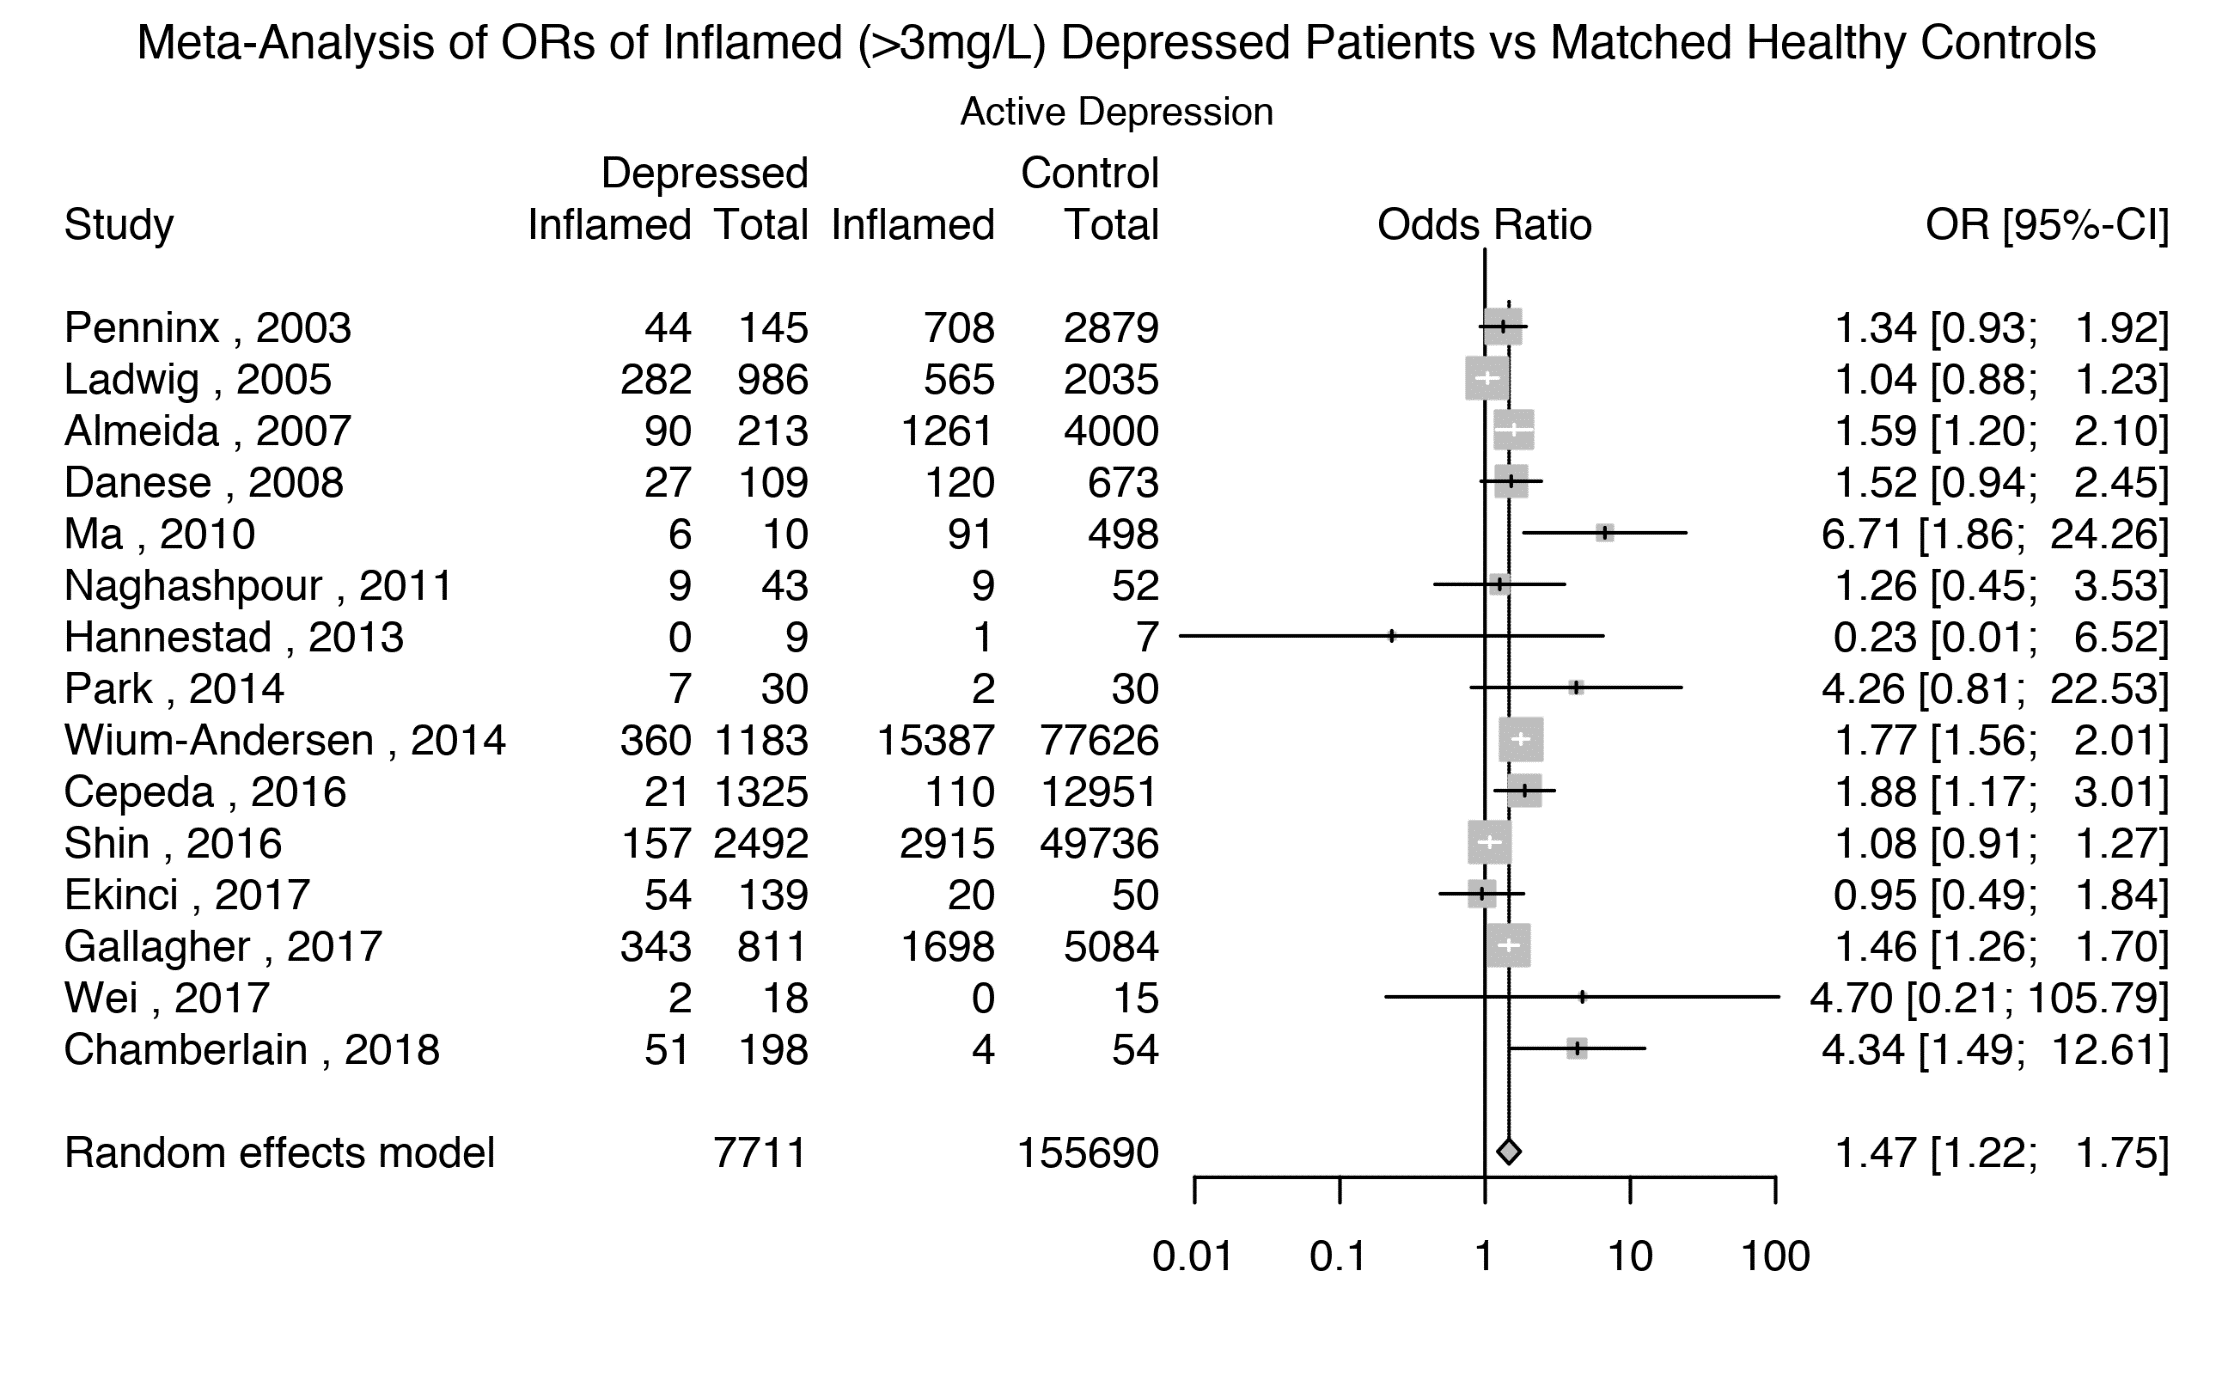 Meta-Analysis of ORs of Inflamed (>3mg/L) Depressed Patients vs Matched Healthy Controls
Active Depression
Depressed Control
Study Inflamed Total Inflamed Total Odds Ratio OR [95%-CI]
Penninx , 2003 44 145 708 2879 1.34 [0.93; 1.92]
Ladwig , 2005 282 986 565 2035 1.04 [0.88; 1.23]
Almeida , 2007 90 213 1261 4000 1.59 [1.20; 2.10]
Danese , 2008 27 109 120 673 1.52 [0.94; 2.45]
Ma , 2010 6 10 91 498 6.71 [1.86; 24.26]
Naghashpour , 2011 9 43 9 52 1.26 [0.45; 3.53]
Hannestad , 2013 0 9 1 7 0.23 [0.01; 6.52]
Park , 2014 7 30 2 30 4.26 [0.81; 22.53]
Wium-Andersen , 2014 360 1183 15387 77626 1.77 [1.56; 2.01]
Cepeda , 2016 21 1325 110 12951 1.88 [1.17; 3.01]
Shin , 2016 157 2492 2915 49736 1.08 [0.91; 1.27]
Ekinci , 2017 54 139 20 50 0.95 [0.49; 1.84]
Gallagher , 2017 343 811 1698 5084 1.46 [1.26; 1.70]
Wei , 2017 2 18 0 15 4.70 [0.21; 105.79]
Chamberlain , 2018 51 198 4 54 4.34 [1.49; 12.61]
Random effects model 7711 155690 1.47 [1.22; 1.75]
0.01 0.1 1 10 100